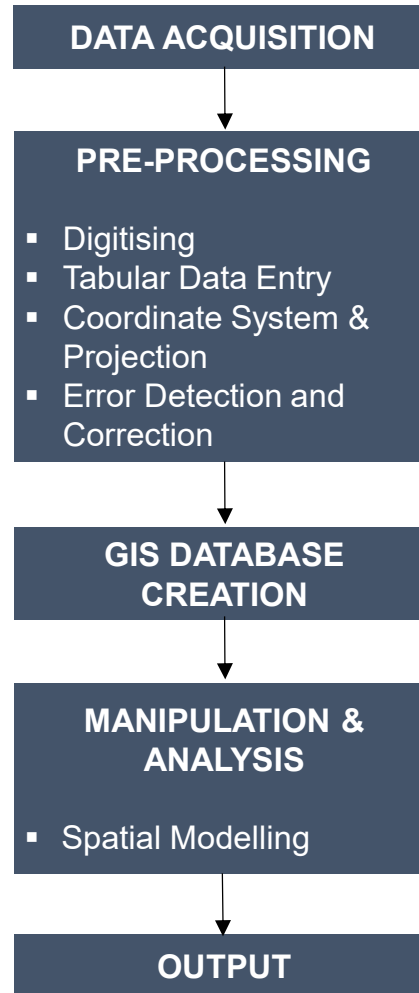 DATA ACQUISITION
PRE-PROCESSING
▪ Digitising
▪ Tabular Data Entry
▪ Coordinate System &
Projection
▪ Error Detection and
Correction
GIS DATABASE
CREATION
MANIPULATION &
ANALYSIS
▪ Spatial Modelling
OUTPUT